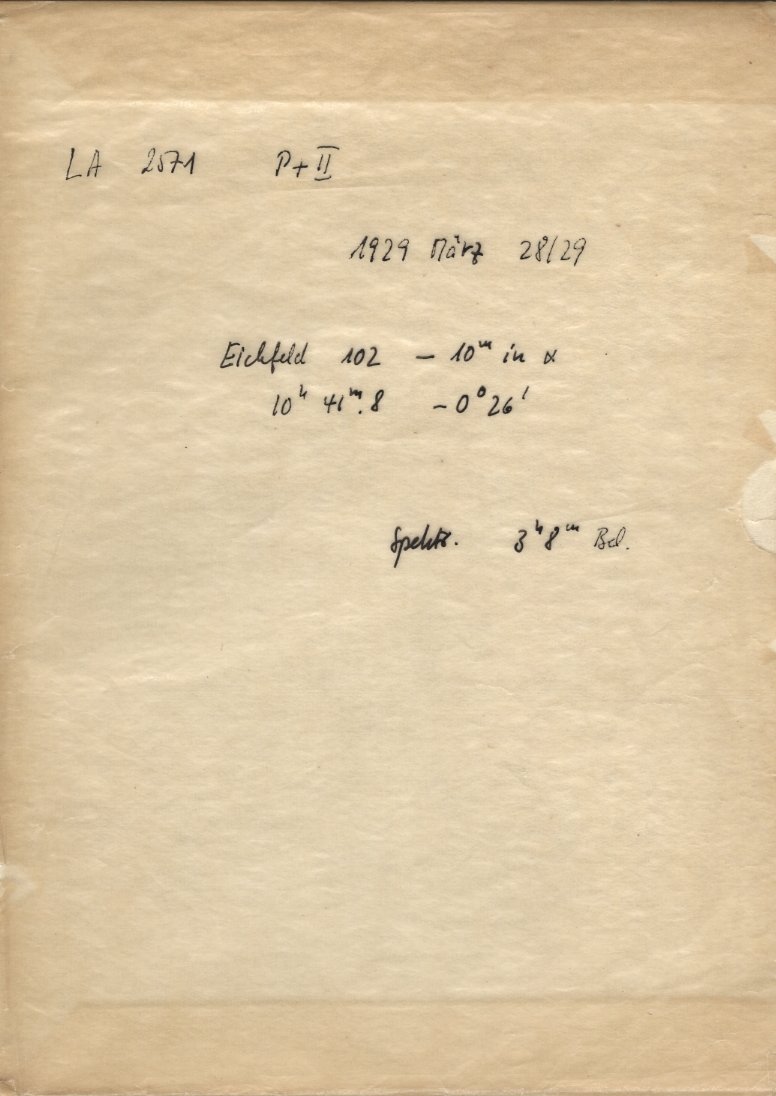 LA 2571 P+II
1929 März 28/29
Eichfeld 102 - 10ᵐ in α
10ʰ 41ᵐ.8 -0°26'
Spektr. 3ʰ8ᵐ Bel.